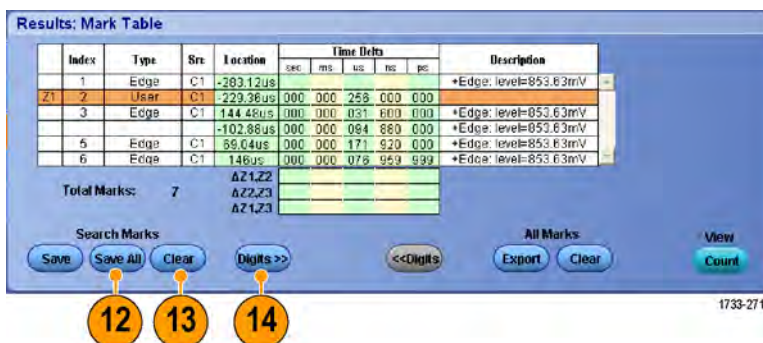 Results: Mark Table
Index Type Src Location Time Delta Description
sec ms us ns ps
1 Edge C1 -283.12us +Edge: level=853.63mV
Z1 2 User C1 -229.36us 000 000 256 000 000
3 Edge C1 144.48us 000 000 031 600 000 +Edge: level=853.63mV
-102.88us 000 000 094 880 000 +Edge: level=853.63mV
5 Edge C1 69.04us 000 000 171 920 000 +Edge: level=853.63mV
6 Edge C1 146us 000 000 076 959 999 +Edge: level=853.63mV
Total Marks: 7
ΔZ1,Z2
ΔZ2,Z3
ΔZ1,Z3
Search Marks All Marks View
Save Save All Clear Digits >> <<Digits Export Clear Count
12 13 14
1733-271